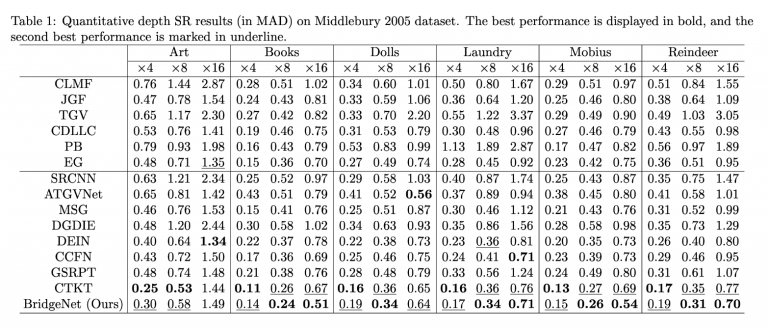 Table 1: Quantitative depth SR results (in MAD) on Middlebury 2005 dataset. The best performance is displayed in bold, and the
second best performance is marked in underline.
Art Books Dolls Laundry Mobius Reindeer
×4 ×8 ×16 ×4 ×8 ×16 ×4 ×8 ×16 ×4 ×8 ×16 ×4 ×8 ×16 ×4 ×8 ×16
CLMF 0.76 1.44 2.87 0.28 0.51 1.02 0.34 0.60 1.01 0.50 0.80 1.67 0.29 0.51 0.97 0.51 0.84 1.55
JGF 0.47 0.78 1.54 0.24 0.43 0.81 0.33 0.59 1.06 0.36 0.64 1.20 0.25 0.46 0.80 0.38 0.64 1.09
TGV 0.65 1.17 2.30 0.27 0.42 0.82 0.33 0.70 2.20 0.55 1.22 3.37 0.29 0.49 0.90 0.49 1.03 3.05
CDLLC 0.53 0.76 1.41 0.19 0.46 0.75 0.31 0.53 0.79 0.30 0.48 0.96 0.27 0.46 0.79 0.43 0.55 0.98
PB 0.79 0.93 1.98 0.16 0.43 0.79 0.53 0.83 0.99 1.13 1.89 2.87 0.17 0.47 0.82 0.56 0.97 1.89
EG 0.48 0.71 1.35 0.15 0.36 0.70 0.27 0.49 0.74 0.28 0.45 0.92 0.23 0.42 0.75 0.36 0.51 0.95
SRCNN 0.63 1.21 2.34 0.25 0.52 0.97 0.29 0.58 1.03 0.40 0.87 1.74 0.25 0.43 0.87 0.35 0.75 1.47
ATGVNet 0.65 0.81 1.42 0.43 0.51 0.79 0.41 0.52 0.56 0.37 0.89 0.94 0.38 0.45 0.80 0.41 0.58 1.01
MSG 0.46 0.76 1.53 0.15 0.41 0.76 0.25 0.51 0.87 0.30 0.46 1.12 0.21 0.43 0.76 0.31 0.52 0.99
DGDIE 0.48 1.20 2.44 0.30 0.58 1.02 0.34 0.63 0.93 0.35 0.86 1.56 0.28 0.58 0.98 0.35 0.73 1.29
DEIN 0.40 0.64 1.34 0.22 0.37 0.78 0.22 0.38 0.73 0.23 0.36 0.81 0.20 0.35 0.73 0.26 0.40 0.80
CCFN 0.43 0.72 1.50 0.17 0.36 0.69 0.25 0.46 0.75 0.24 0.41 0.71 0.23 0.39 0.73 0.29 0.46 0.95
GSRPT 0.48 0.74 1.48 0.21 0.38 0.76 0.28 0.48 0.79 0.33 0.56 1.24 0.24 0.49 0.80 0.31 0.61 1.07
CTKT 0.25 0.53 1.44 0.11 0.26 0.67 0.16 0.36 0.65 0.16 0.36 0.76 0.13 0.27 0.69 0.17 0.35 0.77
BridgeNet (Ours) 0.30 0.58 1.49 0.14 0.24 0.51 0.19 0.34 0.64 0.17 0.34 0.71 0.15 0.26 0.54 0.19 0.31 0.70